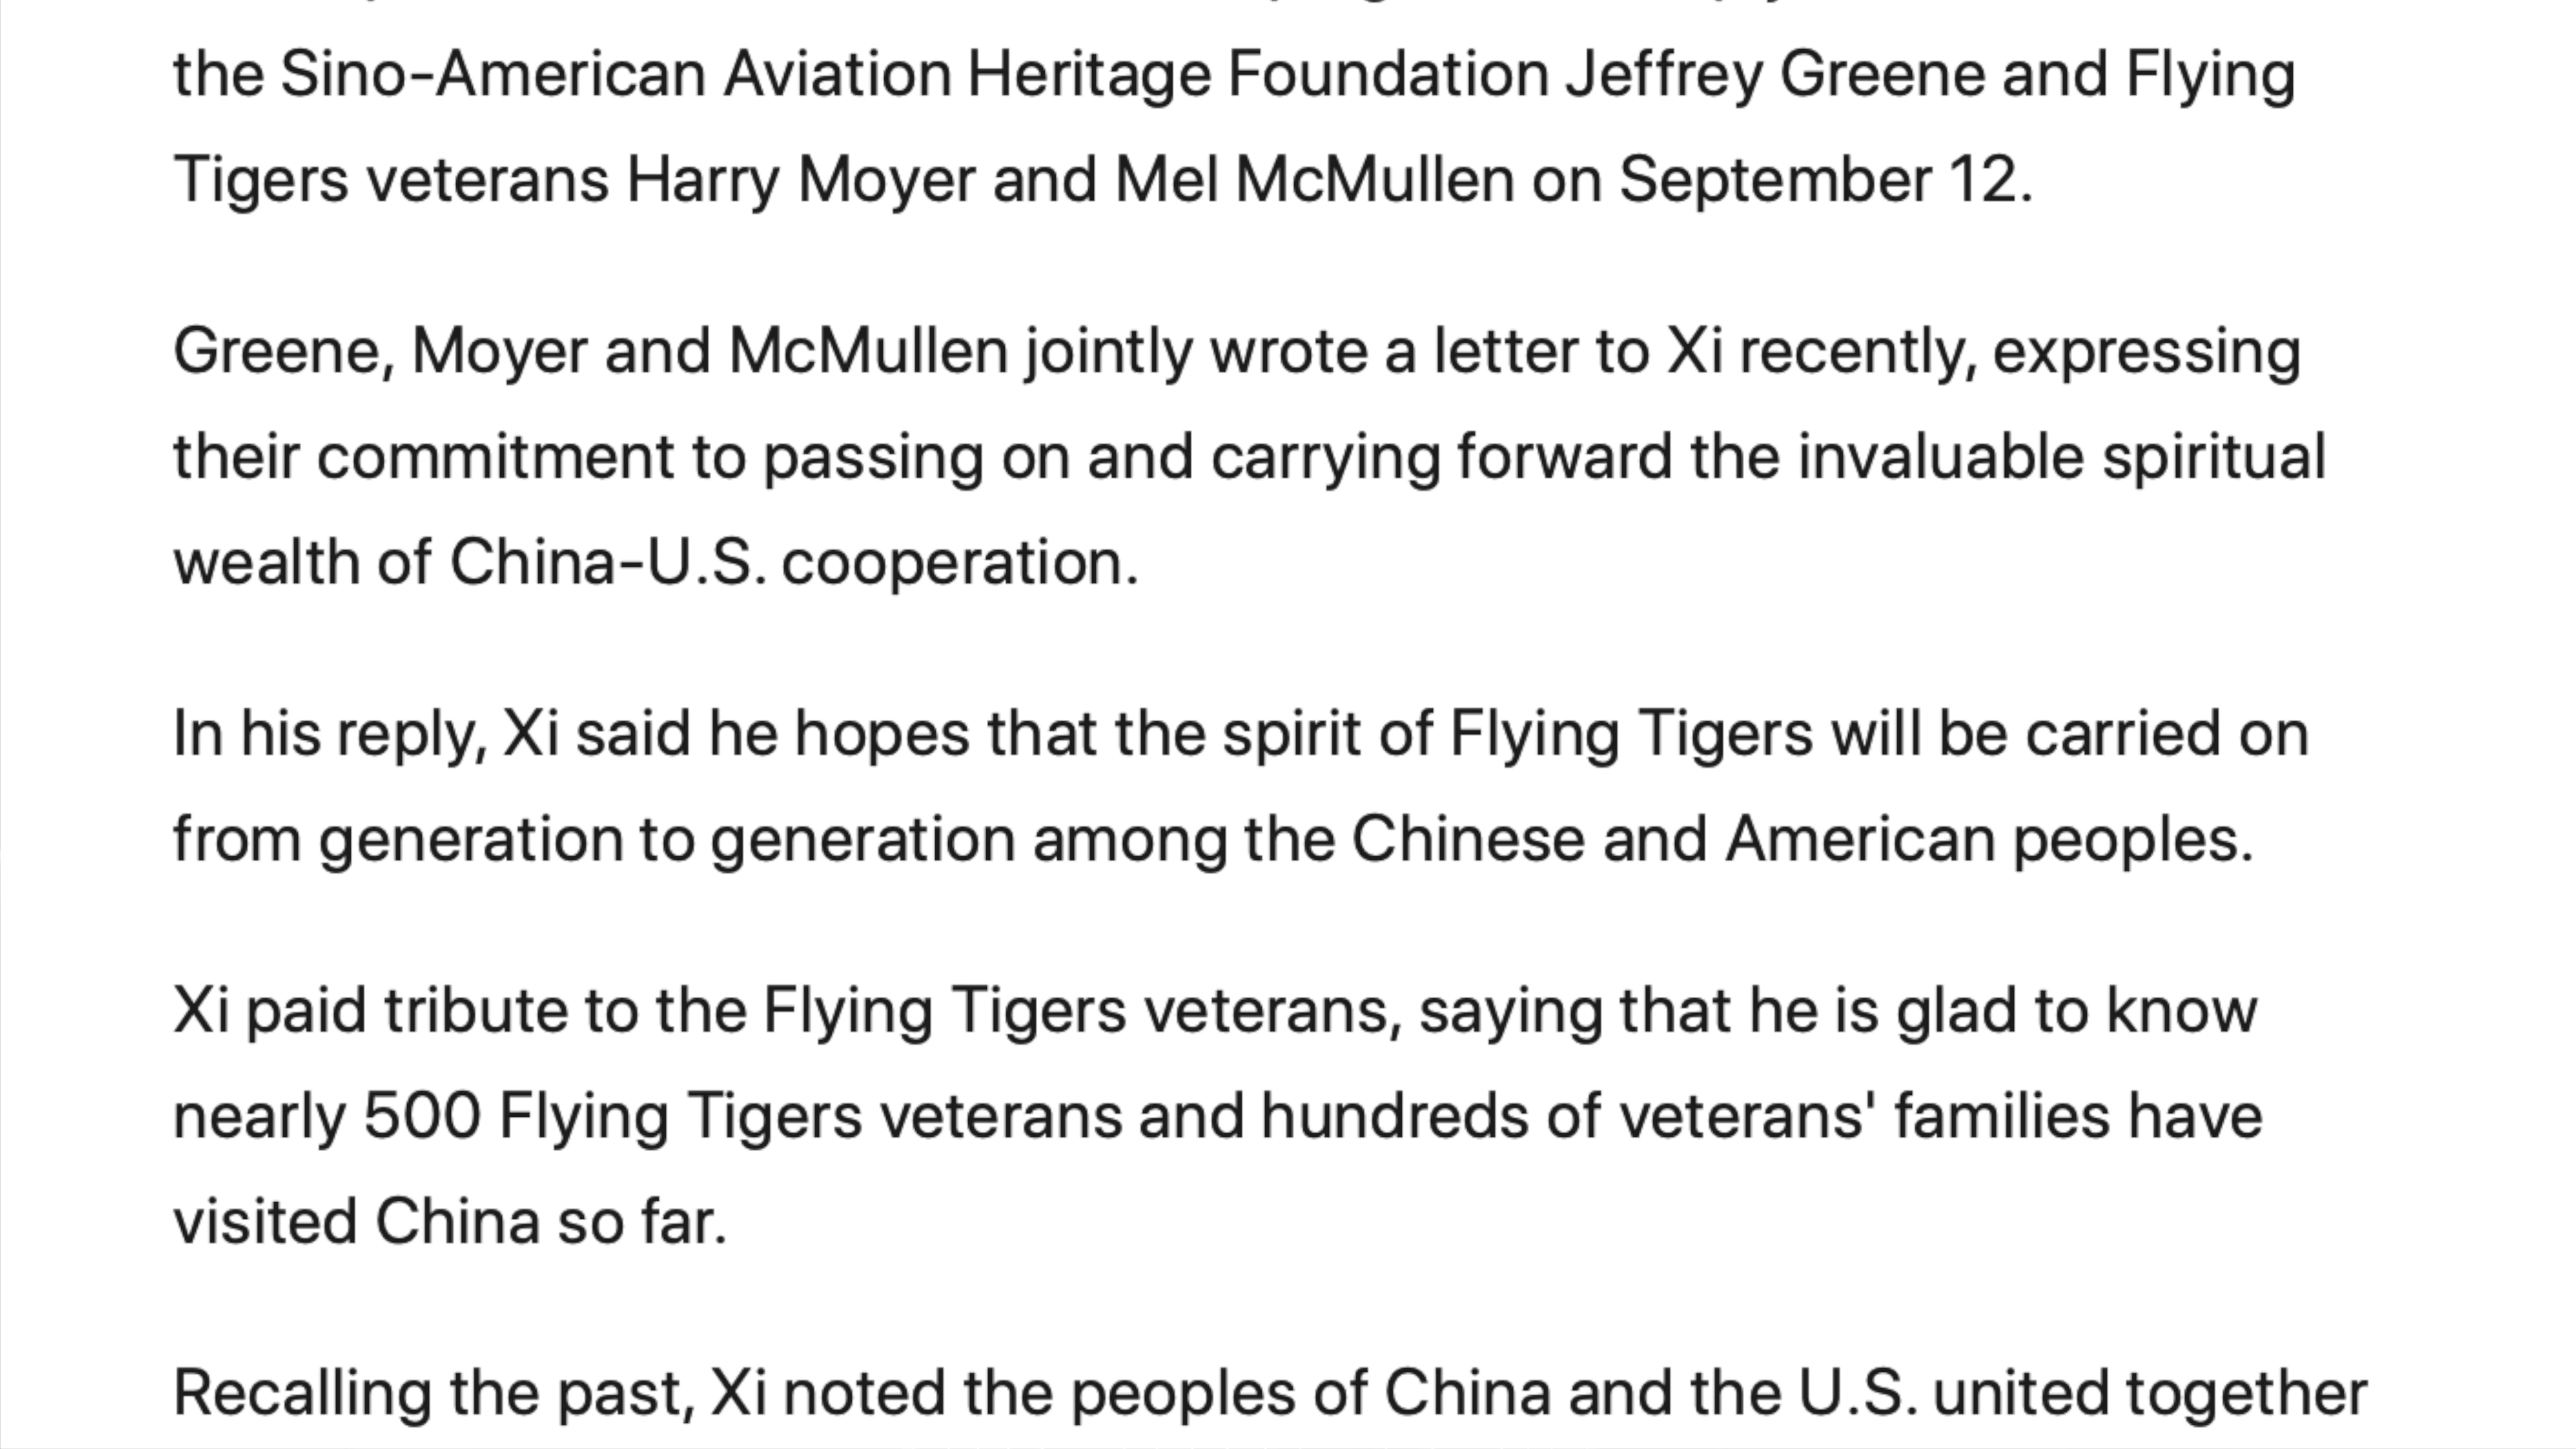 the Sino-American Aviation Heritage Foundation Jeffrey Greene and Flying
Tigers veterans Harry Moyer and Mel McMullen on September 12.
Greene, Moyer and McMullen jointly wrote a letter to Xi recently, expressing
their commitment to passing on and carrying forward the invaluable spiritual
wealth of China-U.S. cooperation.
In his reply, Xi said he hopes that the spirit of Flying Tigers will be carried on
from generation to generation among the Chinese and American peoples.
Xi paid tribute to the Flying Tigers veterans, saying that he is glad to know
nearly 500 Flying Tigers veterans and hundreds of veterans' families have
visited China so far.
Recalling the past, Xi noted the peoples of China and the U.S. united together